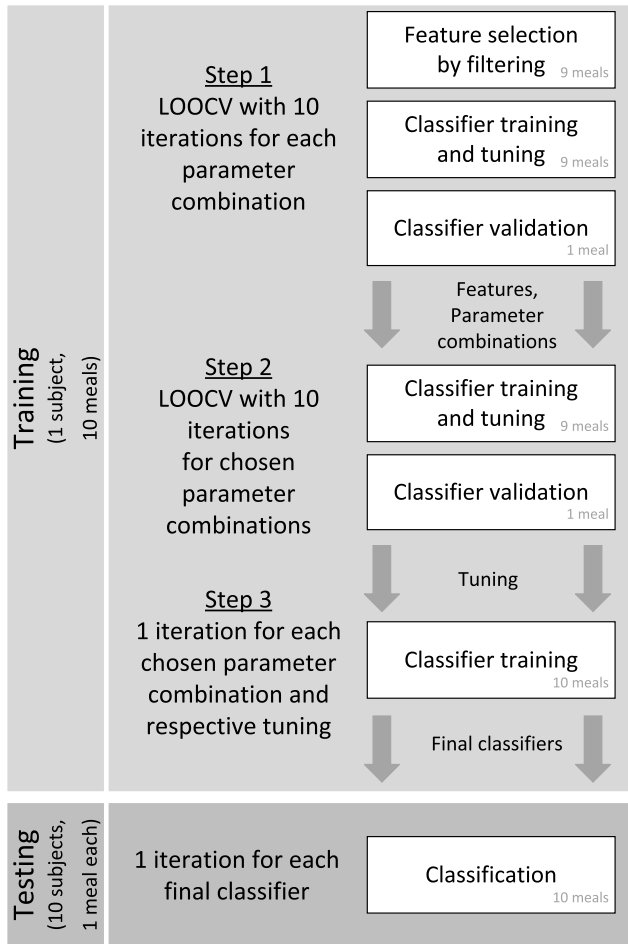 Training
(1 subject,
10 meals)
Step 1
LOOCV with 10
iterations for each
parameter
combination
Feature selection
by filtering 9 meals
Classifier training
and tuning 9 meals
Classifier validation
1 meal
Features,
Parameter
combinations
Step 2
LOOCV with 10
iterations
for chosen
parameter
combinations
Classifier training
and tuning 9 meals
Classifier validation
1 meal
Tuning
Step 3
1 iteration for each
chosen parameter
combination and
respective tuning
Classifier training
10 meals
Final classifiers
Testing
(10 subjects,
1 meal each)
1 iteration for each
final classifier
Classification
10 meals